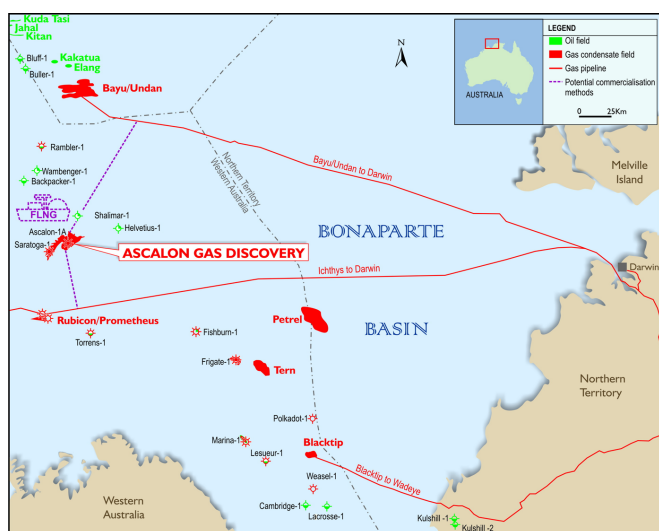 Kuda Tasi
Jahal
Kitan
Bluff-1
Kakatua
Elang
Buller-1
Bayu/Undan
N
AUSTRALIA
LEGEND
Oil field
Gas condensate field
Gas pipeline
Potential commercialisation
methods
0 25Km
Rambler-1
Wambenger-1
Backpacker-1
FLNG
Shalimar-1
Helvetius-1
Ascalon-1A
Saratoga-1
ASCALON GAS DISCOVERY
Northern Territory
Western Australia
Bayu/Undan to Darwin
Melville
Island
BONAPARTE
Ichthys to Darwin
Darwin
Rubicon/Prometheus
Torrens-1
Fishburn-1
Petrel
BASIN
Frigate-1
Tern
Northern
Territory
Polkadot-1
Marina-1
Lesueur-1
Blacktip
Blacktip to Wadeye
Weasel-1
Cambridge-1
Lacrosse-1
Western
Australia
Kulshill -1
Kulshill -2